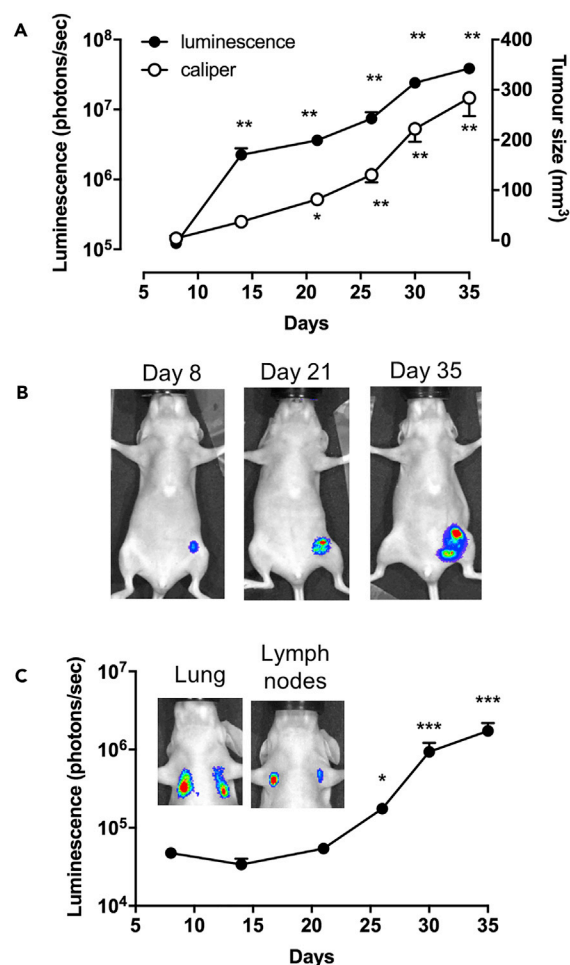 A
Luminescence (photons/sec)
10⁸
10⁷
10⁶
10⁵
luminescence
caliper
**
**
**
**
**
*
**
**
**
400
300
200
100
0
Tumour size (mm³)
5 10 15 20 25 30 35
Days
B
Day 8 Day 21 Day 35
C
Luminescence (photons/sec)
10⁷
10⁶
10⁵
10⁴
Lung
Lymph
nodes
*
***
***
5 10 15 20 25 30 35
Days